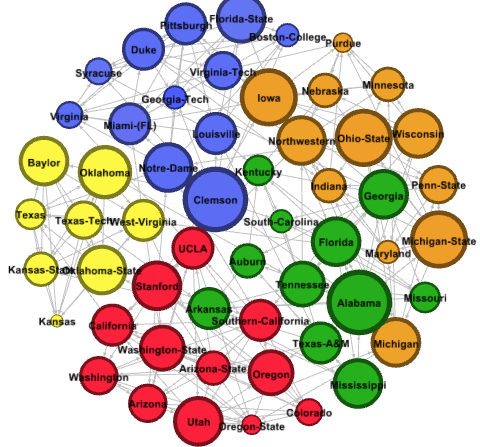 Florida-State
Pittsburgh
Boston-College
Duke
Purdue
Syracuse
Virginia-Tech
Minnesota
Nebraska
Iowa
Georgia-Tech
Virginia
Miami-(FL)
Louisville
Northwestern
Ohio-State
Wisconsin
Baylor
Oklahoma
Notre-Dame
Kentucky
Indiana
Penn-State
Georgia
Clemson
Texas
Texas-Tech
West-Virginia
South-Carolina
Florida
Michigan-State
UCLA
Maryland
Auburn
Kansas-State
Oklahoma-State
Stanford
Tennessee
Missouri
Alabama
Arkansas
Kansas
California
Southern-California
Texas-A&M
Michigan
Washington-State
Arizona-State
Washington
Oregon
Mississippi
Arizona
Colorado
Utah
Oregon-State